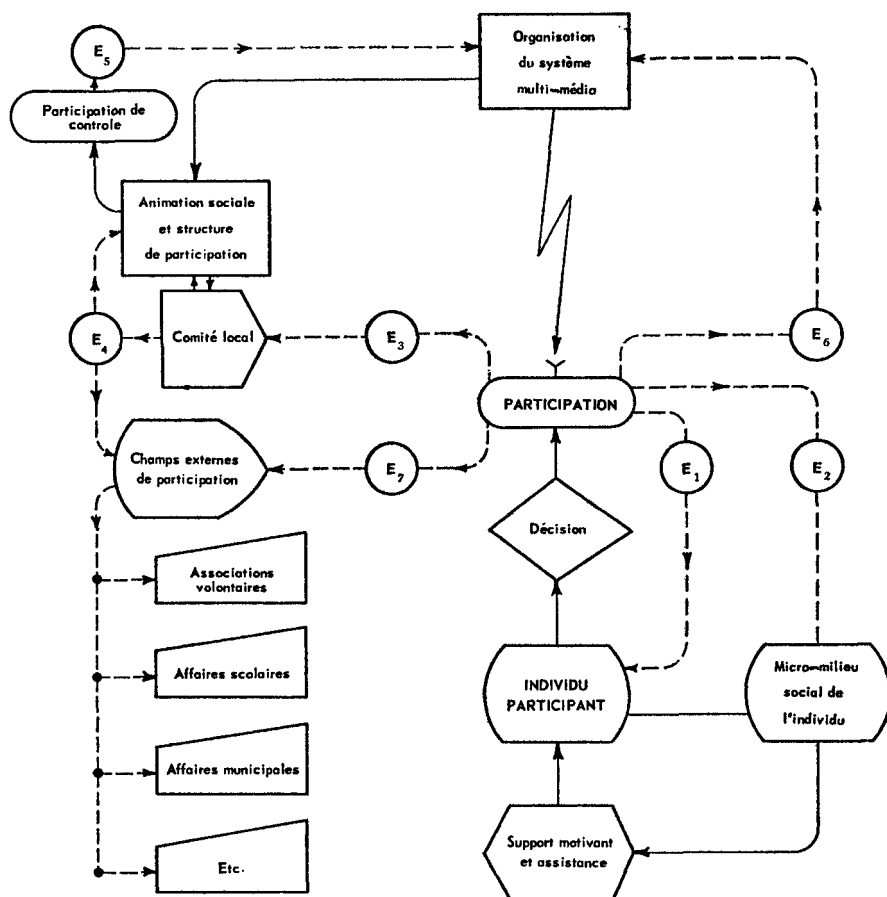 E5
Organisation
du système
multi-média
Participation de
controle
Animation sociale
et structure
de participation
E4
Comité local
E3
E6
PARTICIPATION
Champs externes
de participation
E7
E1
E2
Décision
Associations
volontaires
Affaires scolaires
INDIVIDU
PARTICIPANT
Micro-milieu
social de
l'individu
Affaires municipales
Support motivant
et assistance
Etc.